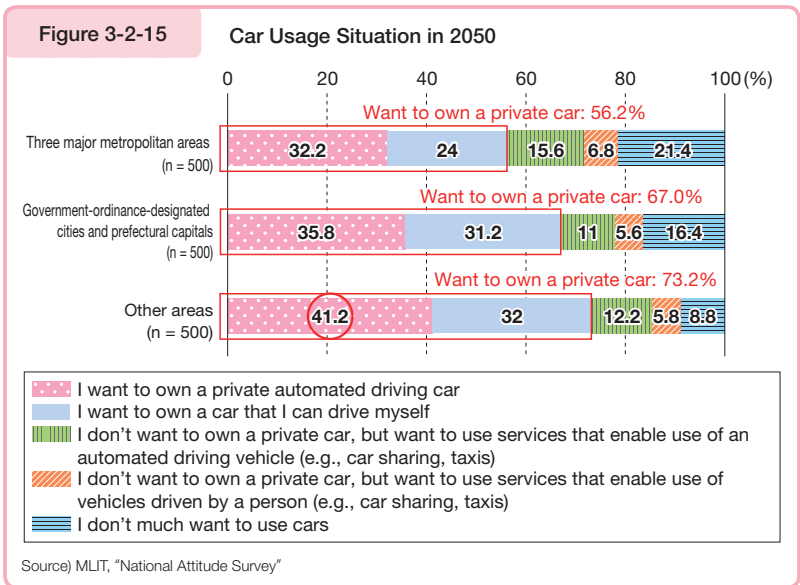 Figure 3-2-15
Car Usage Situation in 2050
0 20 40 60 80 100 (%)
Want to own a private car: 56.2%
Three major metropolitan areas
(n = 500)
32.2 24 15.6 6.8 21.4
Want to own a private car: 67.0%
Government-ordinance-designated
cities and prefectural capitals
(n = 500)
35.8 31.2 11 5.6 16.4
Want to own a private car: 73.2%
Other areas
(n = 500)
41.2 32 12.2 5.8 8.8
I want to own a private automated driving car
I want to own a car that I can drive myself
I don't want to own a private car, but want to use services that enable use of an
automated driving vehicle (e.g., car sharing, taxis)
I don't want to own a private car, but want to use services that enable use of
vehicles driven by a person (e.g., car sharing, taxis)
I don't much want to use cars
Source) MLIT, "National Attitude Survey"